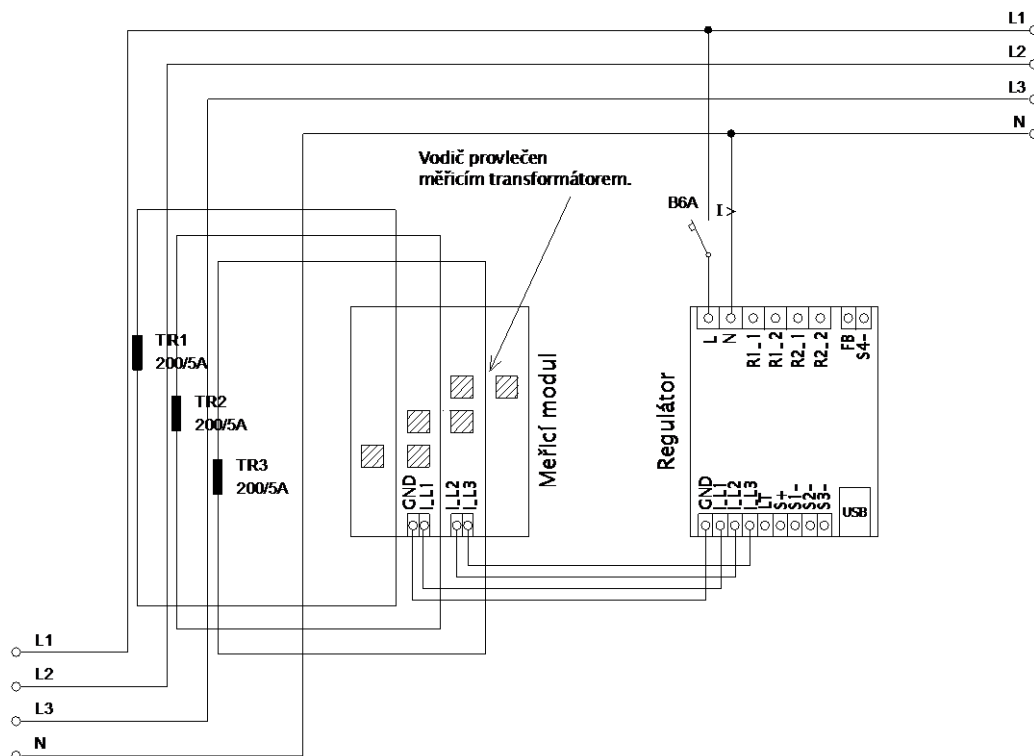 L1
L2
L3
N
Vodič provlečen
měřicím transformátorem.
B6A
I>
TR1
200/5A
TR2
200/5A
TR3
200/5A
Meřicí modul
GND
I_L1
I_L2
I_L3
Regulátor
L
N
R1_1
R1_2
R2_1
R2_2
FB
S4-
GND
I_L1
I_L2
I_L3
LT
S+
S1-
S2-
S3-
USB
L1
L2
L3
N